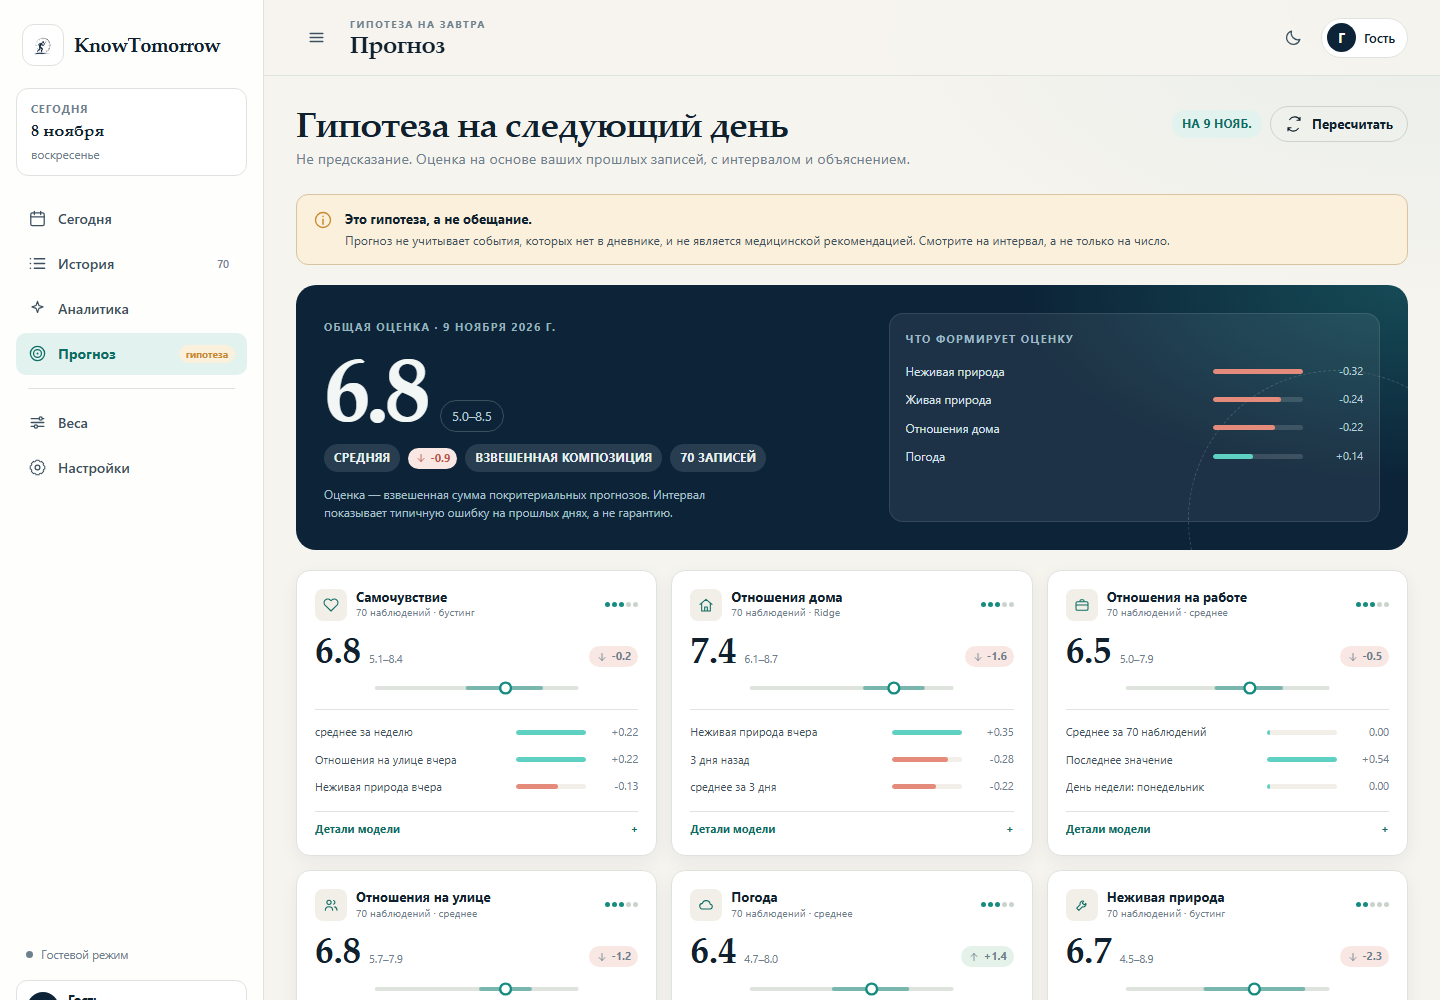 KnowTomorrow
СЕГОДНЯ
8 ноября
воскресенье
Сегодня
История 70
Аналитика
Прогноз гипотеза
Веса
Настройки
Гостевой режим
Гость
ГИПОТЕЗА НА ЗАВТРА
Прогноз
Г Гость
Гипотеза на следующий день
Не предсказание. Оценка на основе ваших прошлых записей, с интервалом и объяснением.
НА 9 НОЯБ. Пересчитать
Это гипотеза, а не обещание.
Прогноз не учитывает события, которых нет в дневнике, и не является медицинской рекомендацией. Смотрите на интервал, а не только на число.
ОБЩАЯ ОЦЕНКА · 9 НОЯБРЯ 2026 Г.
6.8 5.0–8.5
СРЕДНЯЯ ↓ -0.9 ВЗВЕШЕННАЯ КОМПОЗИЦИЯ 70 ЗАПИСЕЙ
Оценка — взвешенная сумма покритериальных прогнозов. Интервал
показывает типичную ошибку на прошлых днях, а не гарантию.
ЧТО ФОРМИРУЕТ ОЦЕНКУ
Неживая природа -0.32
Живая природа -0.24
Отношения дома -0.22
Погода +0.14
Самочувствие
70 наблюдений · бустинг
6.8 5.1–8.4 ↓ -0.2
среднее за неделю +0.22
Отношения на улице вчера +0.22
Неживая природа вчера -0.13
Детали модели +
Отношения дома
70 наблюдений · Ridge
7.4 6.1–8.7 ↓ -1.6
Неживая природа вчера +0.35
3 дня назад -0.28
среднее за 3 дня -0.22
Детали модели +
Отношения на работе
70 наблюдений · среднее
6.5 5.0–7.9 ↓ -0.5
Среднее за 70 наблюдений 0.00
Последнее значение +0.54
День недели: понедельник 0.00
Детали модели +
Отношения на улице
70 наблюдений · среднее
6.8 5.7–7.9 ↓ -1.2
Погода
70 наблюдений · среднее
6.4 4.7–8.0 ↑ +1.4
Неживая природа
70 наблюдений · бустинг
6.7 4.5–8.9 ↓ -2.3